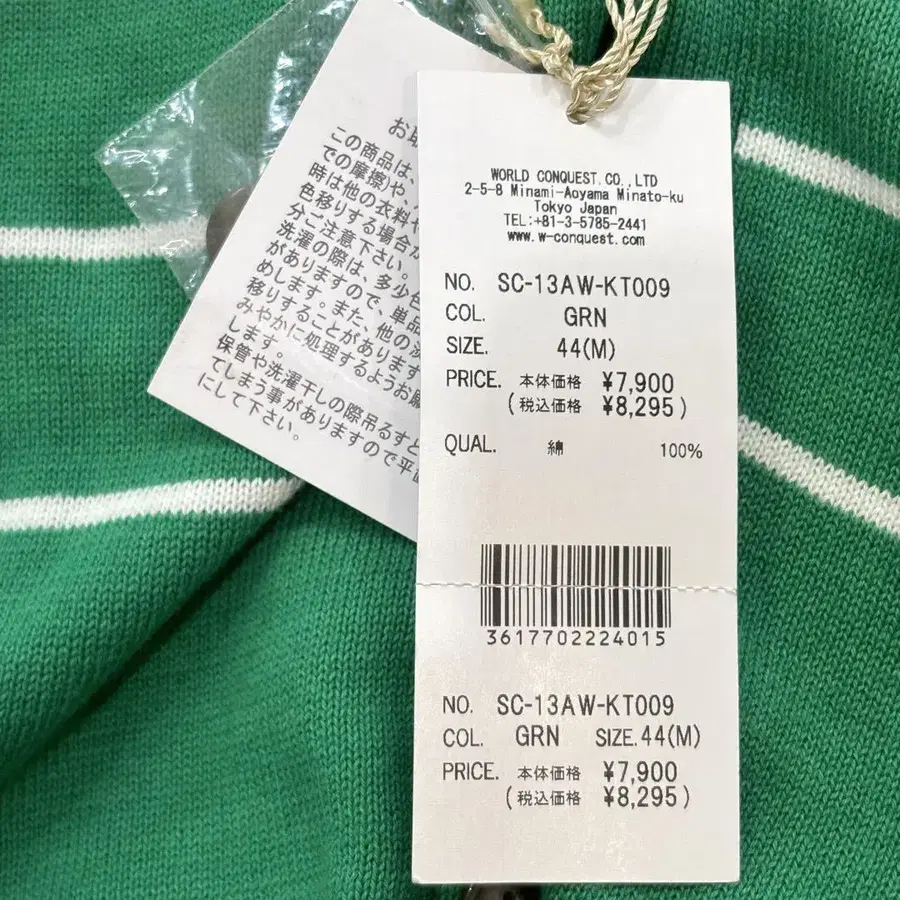 お取
この商品は、
での摩擦)や、
時は他の衣料や
色移りする場合が
分ご注意下さい。
洗濯の際は、多少色
がありますので、単品
めします。また、他の洗
移りすることがあります
みやかに処理するようお願
します。
保管や洗濯干しの際吊るすと
てしまう事がありますので平
にして下さい。
WORLD CONQUEST.CO.,LTD
2-5-8 Minami-Aoyama Minato-ku
Tokyo Japan
TEL:+81-3-5785-2441
www.w-conquest.com
NO. SC-13AW-KT009
COL. GRN
SIZE. 44(M)
PRICE. 本体価格 ¥7,900
(税込価格 ¥8,295)
QUAL. 綿 100%
3617702224015
NO. SC-13AW-KT009
COL. GRN SIZE.44(M)
PRICE. 本体価格 ¥7,900
(税込価格 ¥8,295)